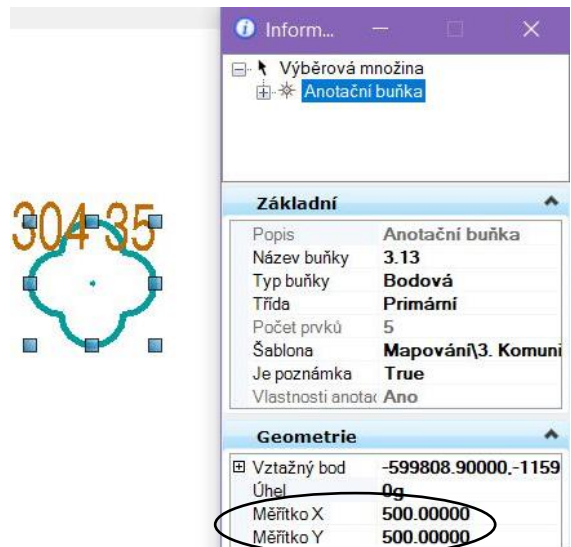 Inform...
Výběrová množina
Anotační buňka
304 35
Základní
Popis Anotační buňka
Název buňky 3.13
Typ buňky Bodová
Třída Primární
Počet prvků 5
Šablona Mapování\3. Komuni
Je poznámka True
Vlastnosti anotac Ano
Geometrie
Vztažný bod -599808.90000,-1159
Úhel 0g
Měřítko X 500.00000
Měřítko Y 500.00000